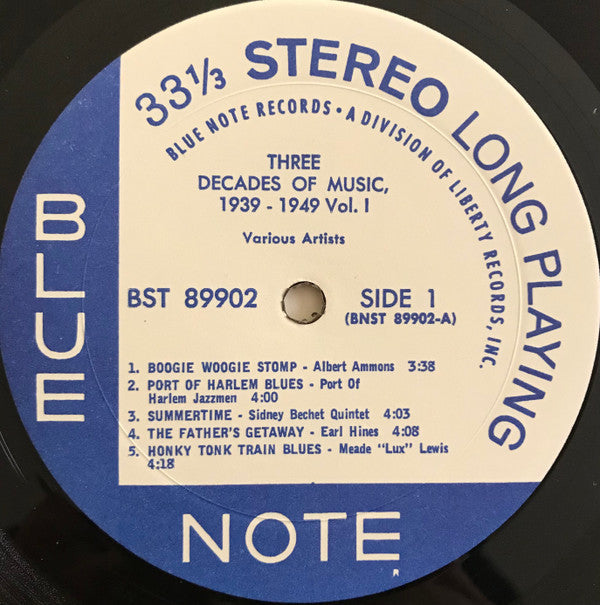 33 1/3 STEREO LONG PLAYING
BLUE NOTE RECORDS • A DIVISION OF LIBERTY RECORDS, INC.
THREE
DECADES OF MUSIC,
1939 - 1949 Vol. I
Various Artists
BST 89902
SIDE 1
(BNST 89902-A)
1. BOOGIE WOOGIE STOMP - Albert Ammons 3:38
2. PORT OF HARLEM BLUES - Port Of
Harlem Jazzmen 4:00
3. SUMMERTIME - Sidney Bechet Quintet 4:03
4. THE FATHER'S GETAWAY - Earl Hines 4:08
5. HONKY TONK TRAIN BLUES - Meade "Lux" Lewis
4:18
BLUE
NOTE
R